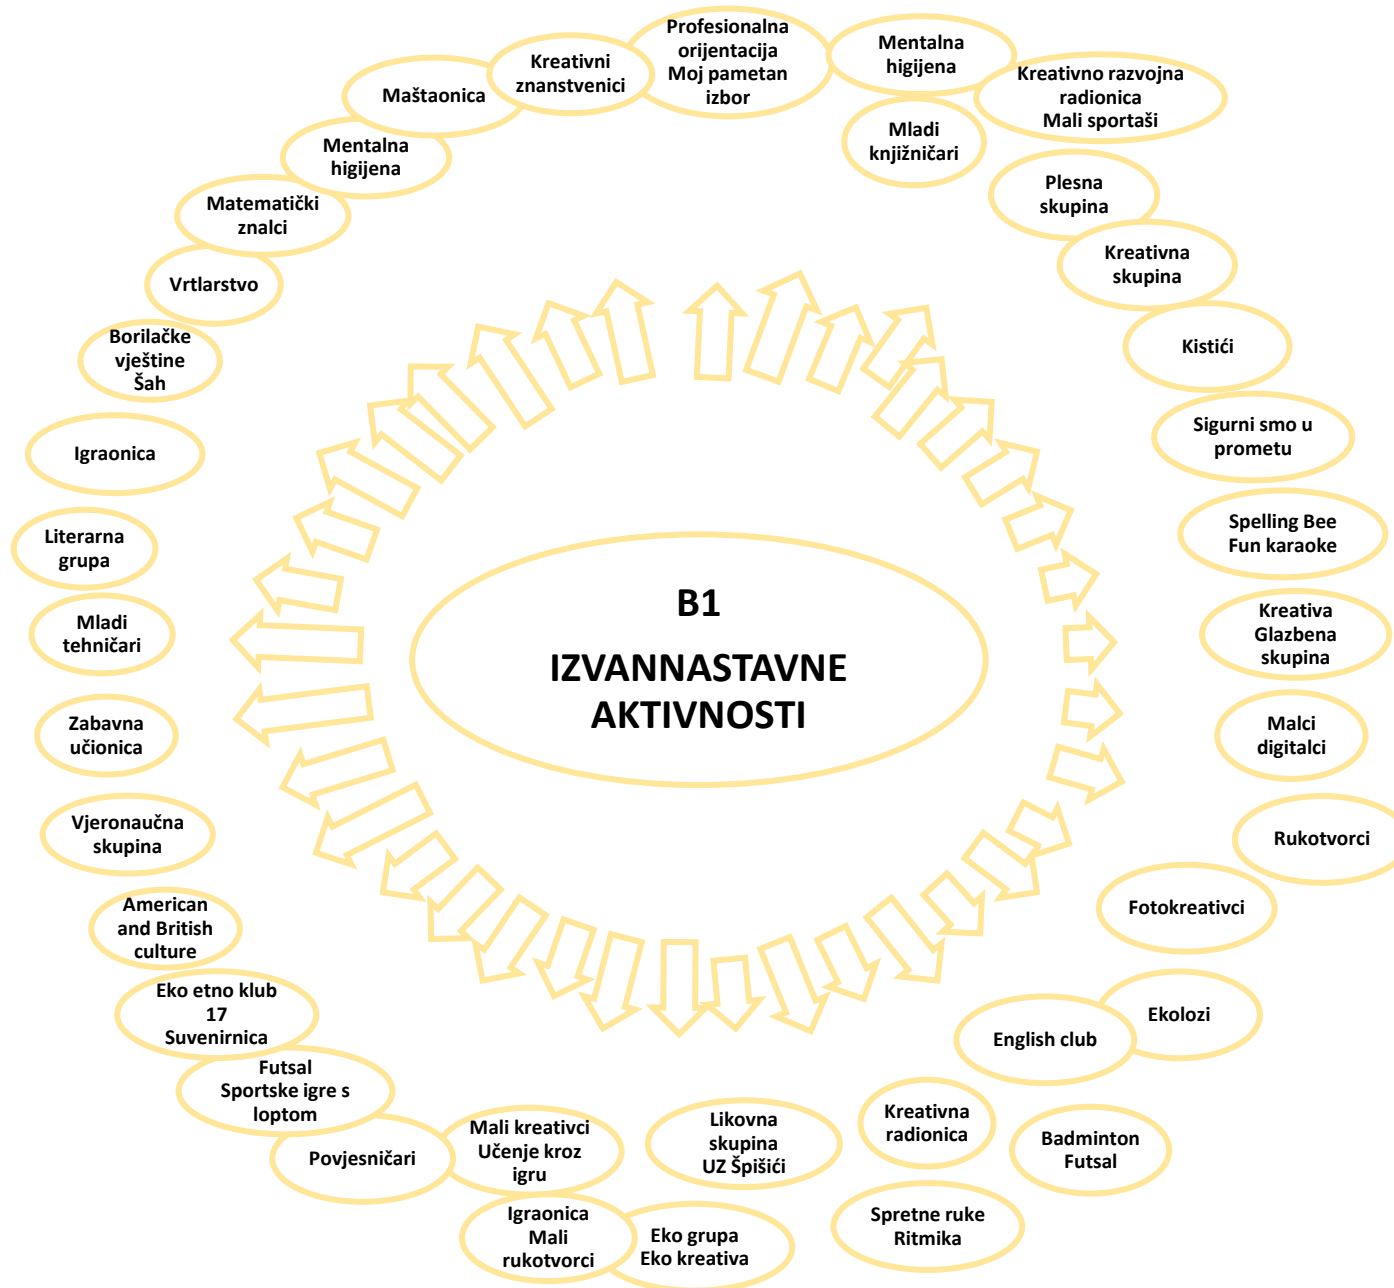 Profesionalna
orijentacija
Moj pametan
izbor
Mentalna
higijena
Kreativno razvojna
radionica
Mali sportaši
Mladi
knjižničari
Plesna
skupina
Kreativna
skupina
Kistići
Sigurni smo u
prometu
Spelling Bee
Fun karaoke
Kreativa
Glazbena
skupina
Malci
digitalci
Rukotvorci
Fotokreativci
Ekolozi
English club
Badminton
Futsal
Kreativna
radionica
Spretne ruke
Ritmika
Likovna
skupina
UZ Špišići
Eko grupa
Eko kreativa
Igraonica
Mali
rukotvorci
Mali kreativci
Učenje kroz
igru
Povjesničari
Futsal
Sportske igre s
loptom
Eko etno klub
17
Suvenirnica
American
and British
culture
Vjeronaučna
skupina
Zabavna
učionica
Mladi
tehničari
Literarna
grupa
Igraonica
Borilačke
vještine
Šah
Vrtlarstvo
Matematički
znalci
Mentalna
higijena
Maštaonica
Kreativni
znanstvenici
B1
IZVANNASTAVNE
AKTIVNOSTI